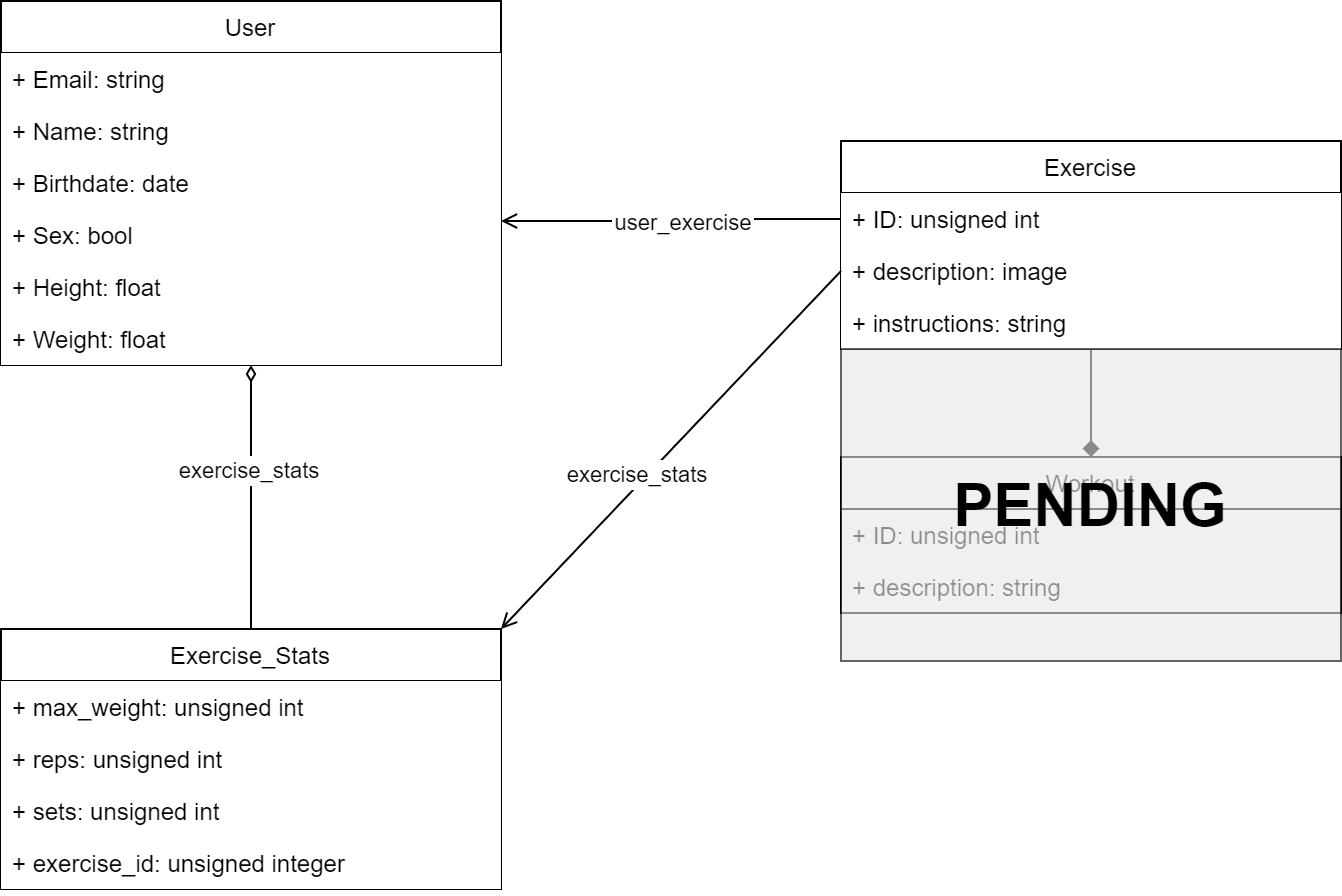 User
+ Email: string
+ Name: string
+ Birthdate: date
+ Sex: bool
+ Height: float
+ Weight: float
user_exercise
Exercise
+ ID: unsigned int
+ description: image
+ instructions: string
exercise_stats
exercise_stats
Workout
PENDING
+ ID: unsigned int
+ description: string
Exercise_Stats
+ max_weight: unsigned int
+ reps: unsigned int
+ sets: unsigned int
+ exercise_id: unsigned integer